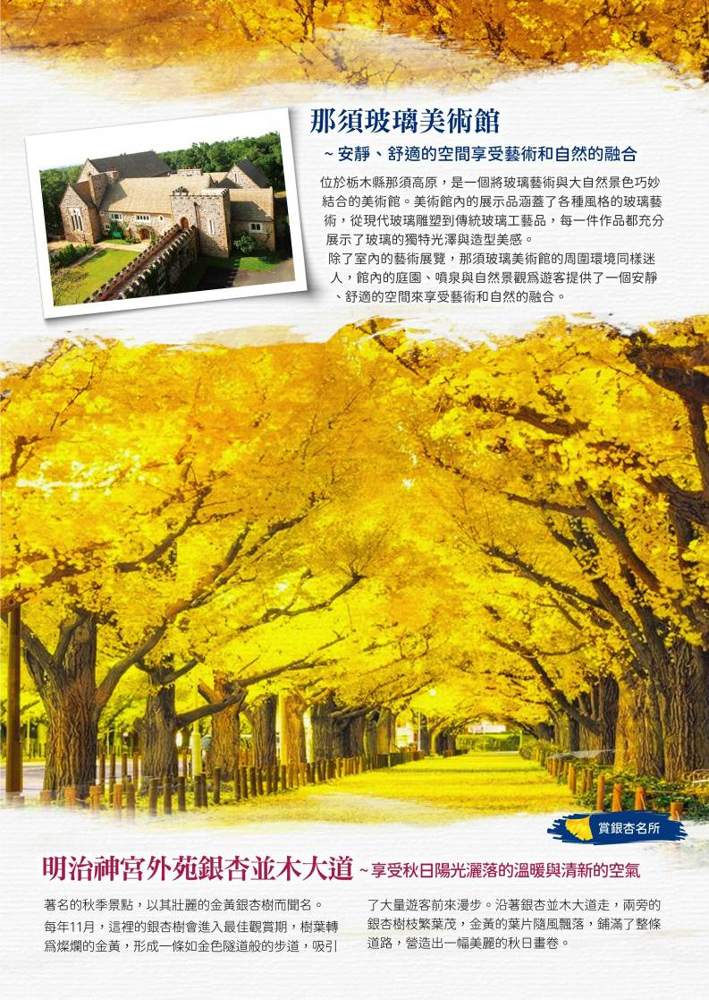 那須玻璃美術館
~ 安靜、舒適的空間享受藝術和自然的融合
位於栃木縣那須高原，是一個將玻璃藝術與大自然景色巧妙
結合的美術館。美術館內的展示品涵蓋了各種風格的玻璃藝
術，從現代玻璃雕塑到傳統玻璃工藝品，每一件作品都充分
展示了玻璃的獨特光澤與造型美感。
除了室內的藝術展覽，那須玻璃美術館的周圍環境同樣迷
人，館內的庭園、噴泉與自然景觀爲遊客提供了一個安靜
、舒適的空間來享受藝術和自然的融合。
賞銀杏名所
明治神宮外苑銀杏並木大道 ~ 享受秋日陽光灑落的溫暖與清新的空氣
著名的秋季景點，以其壯麗的金黃銀杏樹而聞名。
每年11月，這裡的銀杏樹會進入最佳觀賞期，樹葉轉
爲燦爛的金黃，形成一條如金色隧道般的步道，吸引
了大量遊客前來漫步。沿著銀杏並木大道走，兩旁的
銀杏樹枝繁葉茂，金黃的葉片隨風飄落，鋪滿了整條
道路，營造出一幅美麗的秋日畫卷。